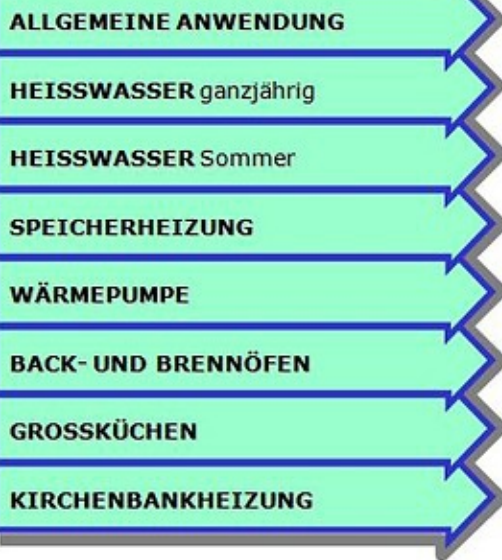 ALLGEMEINE ANWENDUNG
HEISSWASSER ganzjährig
HEISSWASSER Sommer
SPEICHERHEIZUNG
WÄRMEPUMPE
BACK- UND BRENNÖFEN
GROSSKÜCHEN
KIRCHENBANKHEIZUNG